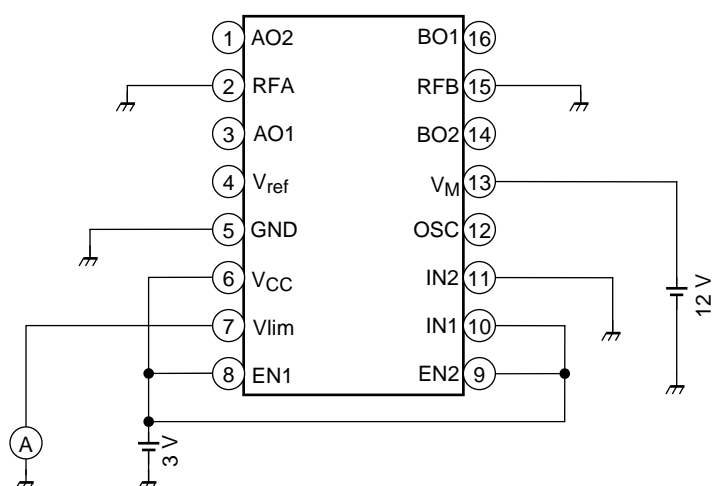 1 AO2 BO1 16
2 RFA RFB 15
3 AO1 BO2 14
4 Vref VM 13
5 GND OSC 12
6 VCC IN2 11
7 Vlim IN1 10
8 EN1 EN2 9
12 V
A
3 V